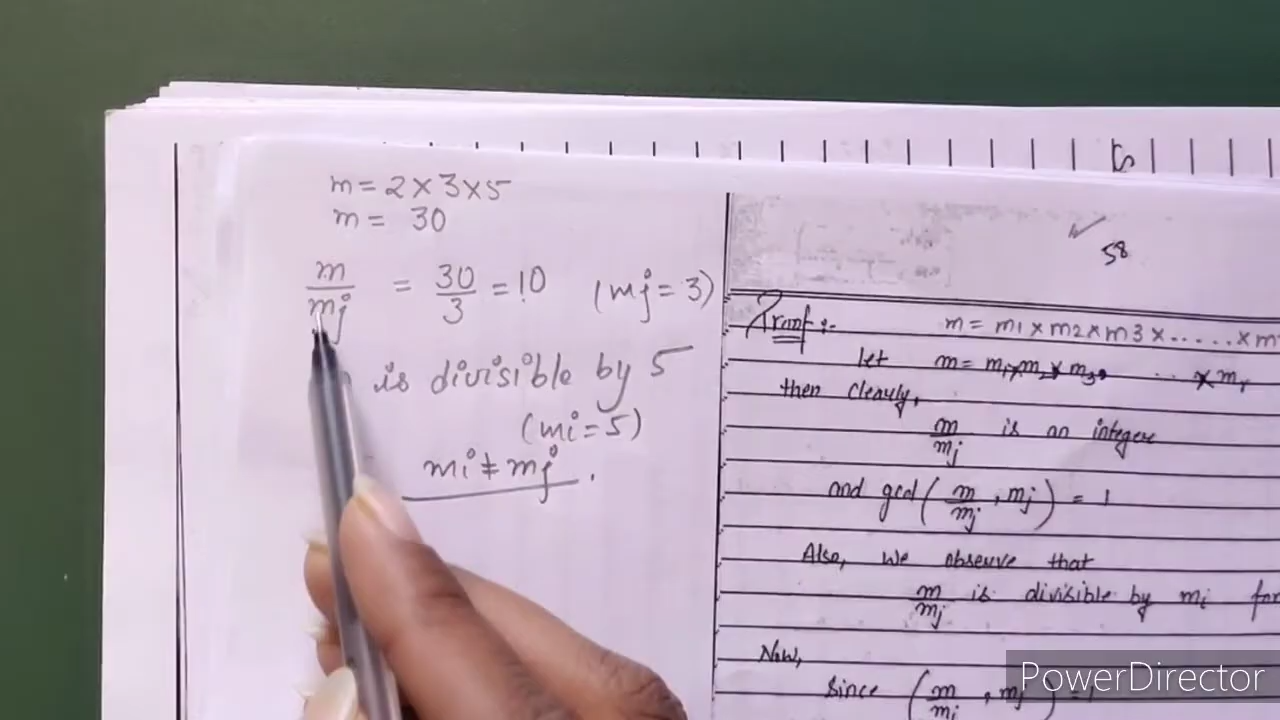 m = 2 × 3 × 5
m = 30
m/mj = 30/3 = 10 (mj = 3)
is divisible by 5
(mi = 5)
mi ≠ mj .
58
Proof :- m = m1 × m2 × m3 × ..... × m
let m = m1 × m2 × m3 . .. × mr
then clearly,
m/mj is an integer
and gcd (m/mj , mj) = 1
Also, we observe that
m/mj is divisible by mi for
Now,
since (m/mj , mj) = 1
PowerDirector